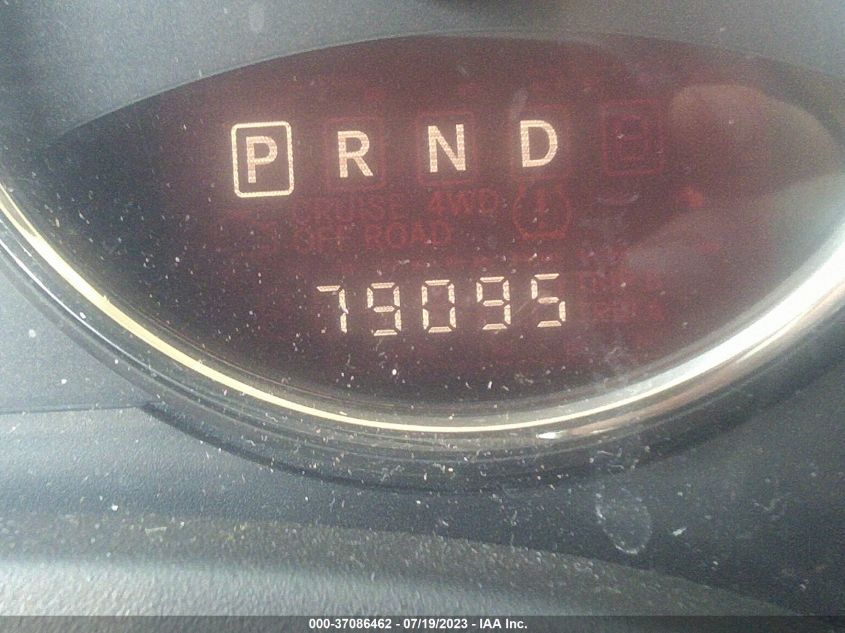 P R N D
CRUISE 4WD
OFF ROAD
79095
000-37086462 - 07/19/2023 - IAA Inc.